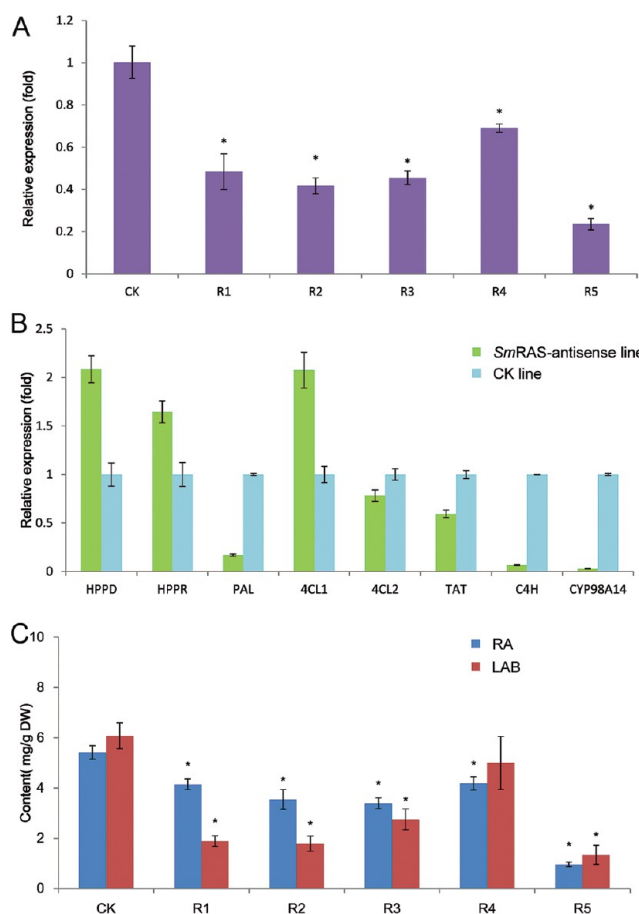 A
Relative expression (fold)
1.2
1
0.8
0.6
0.4
0.2
0
* * * * *
CK R1 R2 R3 R4 R5
B
Relative expression (fold)
2.5
2
1.5
1
0.5
0
SmRAS-antisense line
CK line
HPPD HPPR PAL 4CL1 4CL2 TAT C4H CYP98A14
C
Content( mg/g DW)
10
8
6
4
2
0
RA
LAB
* * * * * * * * *
CK R1 R2 R3 R4 R5